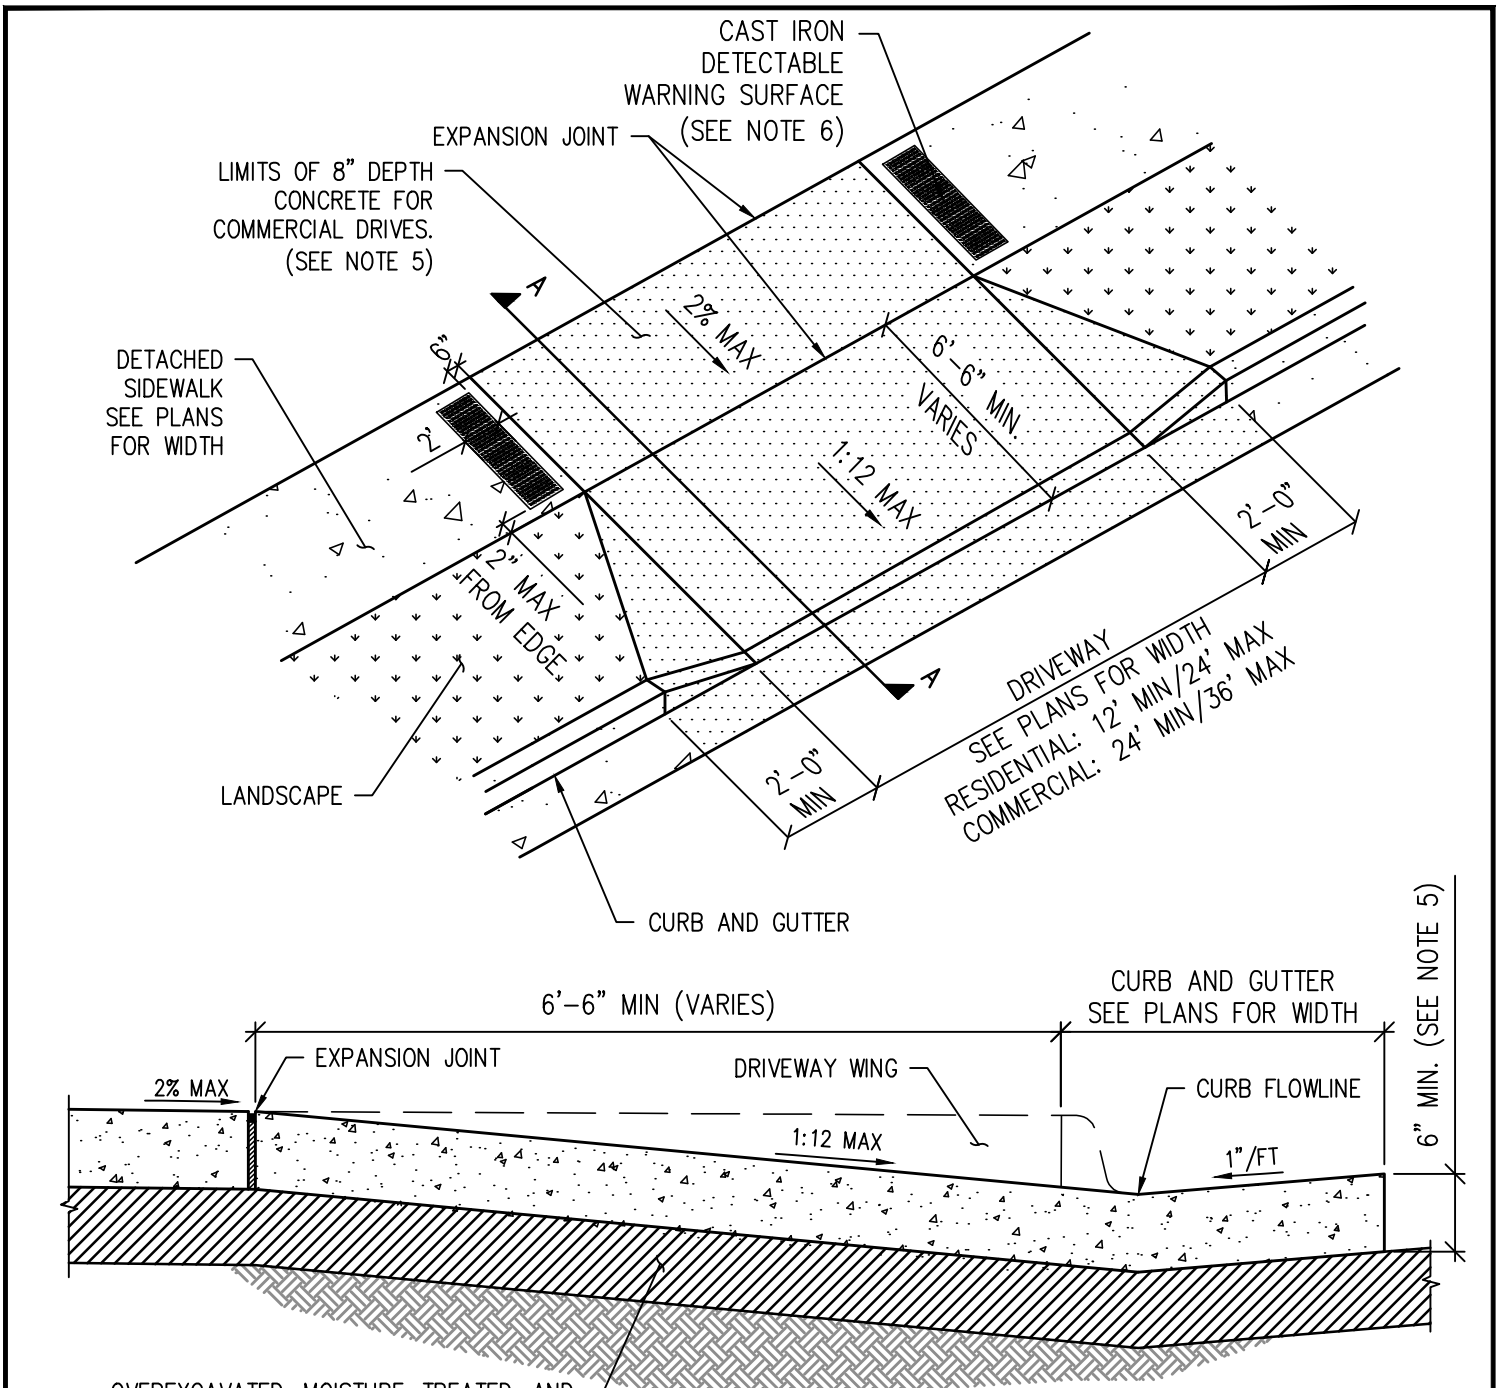 CAST IRON
DETECTABLE
WARNING SURFACE
(SEE NOTE 6)
EXPANSION JOINT
LIMITS OF 8" DEPTH
CONCRETE FOR
COMMERCIAL DRIVES.
(SEE NOTE 5)
A
2% MAX
6"
DETACHED
SIDEWALK
SEE PLANS
FOR WIDTH
2'
6'-6" MIN.
VARIES
1:12 MAX
2'-0"
MIN
2" MAX
FROM EDGE
A
DRIVEWAY
SEE PLANS FOR WIDTH
RESIDENTIAL: 12' MIN/24' MAX
COMMERCIAL: 24' MIN/36' MAX
2'-0"
MIN
LANDSCAPE
CURB AND GUTTER
6'-6" MIN (VARIES)
CURB AND GUTTER
SEE PLANS FOR WIDTH
6" MIN. (SEE NOTE 5)
EXPANSION JOINT
DRIVEWAY WING
CURB FLOWLINE
2% MAX
1:12 MAX
1"/FT
OVEREXCAVATED, MOISTURE TREATED, AND